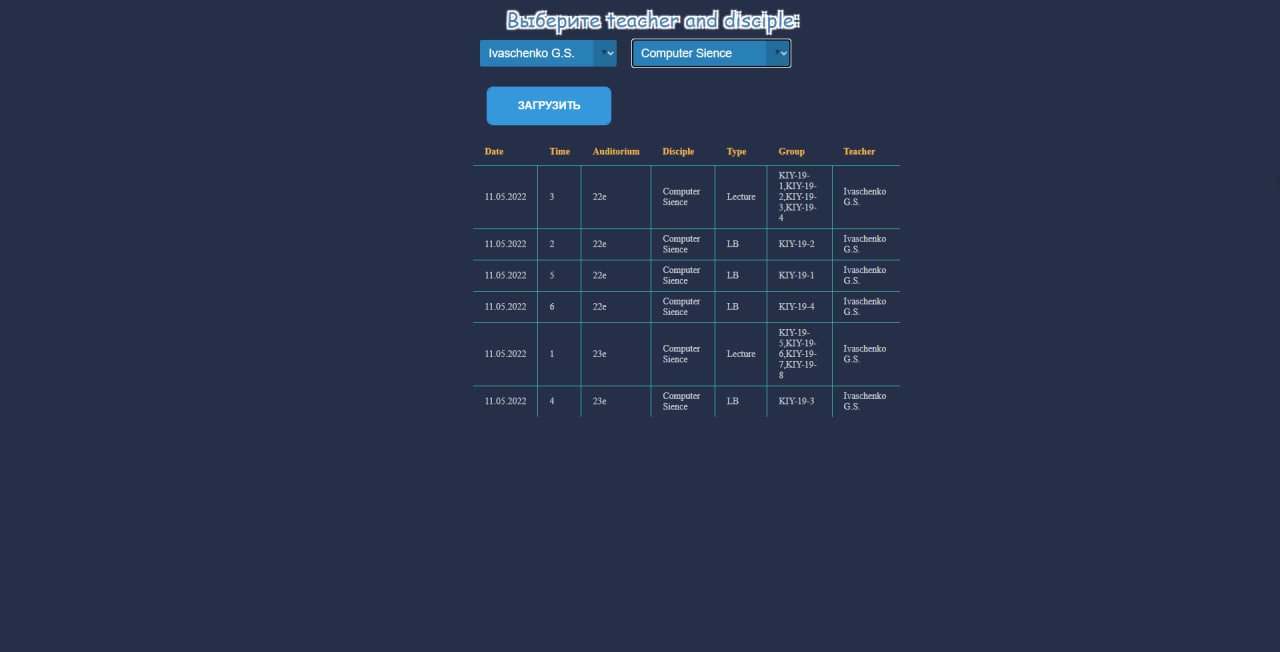 Выберите teacher and disciple:
Ivaschenko G.S. Computer Sience
ЗАГРУЗИТЬ
Date Time Auditorium Disciple Type Group Teacher
11.05.2022 3 22e Computer Sience Lecture KIY-19-1,KIY-19-2,KIY-19-3,KIY-19-4 Ivaschenko G.S.
11.05.2022 2 22e Computer Sience LB KIY-19-2 Ivaschenko G.S.
11.05.2022 5 22e Computer Sience LB KIY-19-1 Ivaschenko G.S.
11.05.2022 6 22e Computer Sience LB KIY-19-4 Ivaschenko G.S.
11.05.2022 1 23e Computer Sience Lecture KIY-19-5,KIY-19-6,KIY-19-7,KIY-19-8 Ivaschenko G.S.
11.05.2022 4 23e Computer Sience LB KIY-19-3 Ivaschenko G.S.